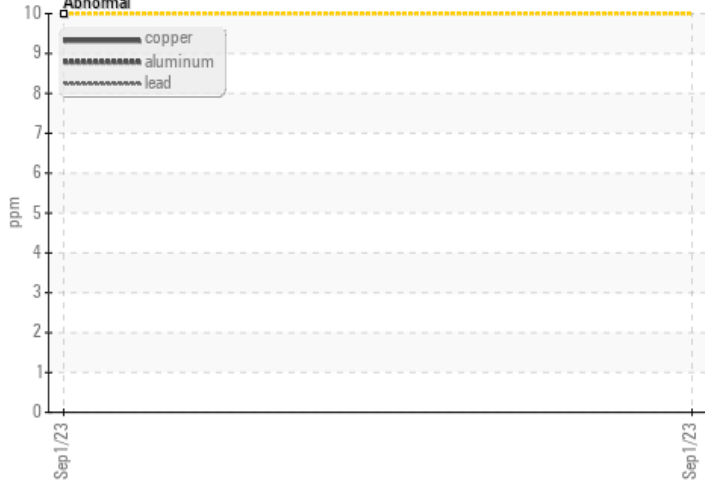 Abnormal
10
copper
9
aluminum
lead
8
7
6
ppm
5
4
3
2
1
0
Sep1/23
Sep1/23